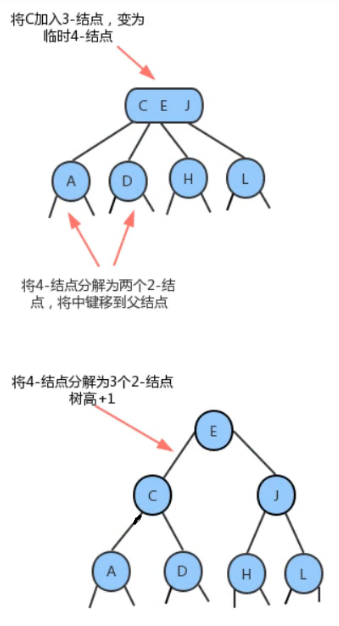 将C加入3-结点，变为
临时4-结点
C E J
A D H L
将4-结点分解为两个2-结
点，将中键移到父结点
将4-结点分解为3个2-结点
树高+1
E
C J
A D H L